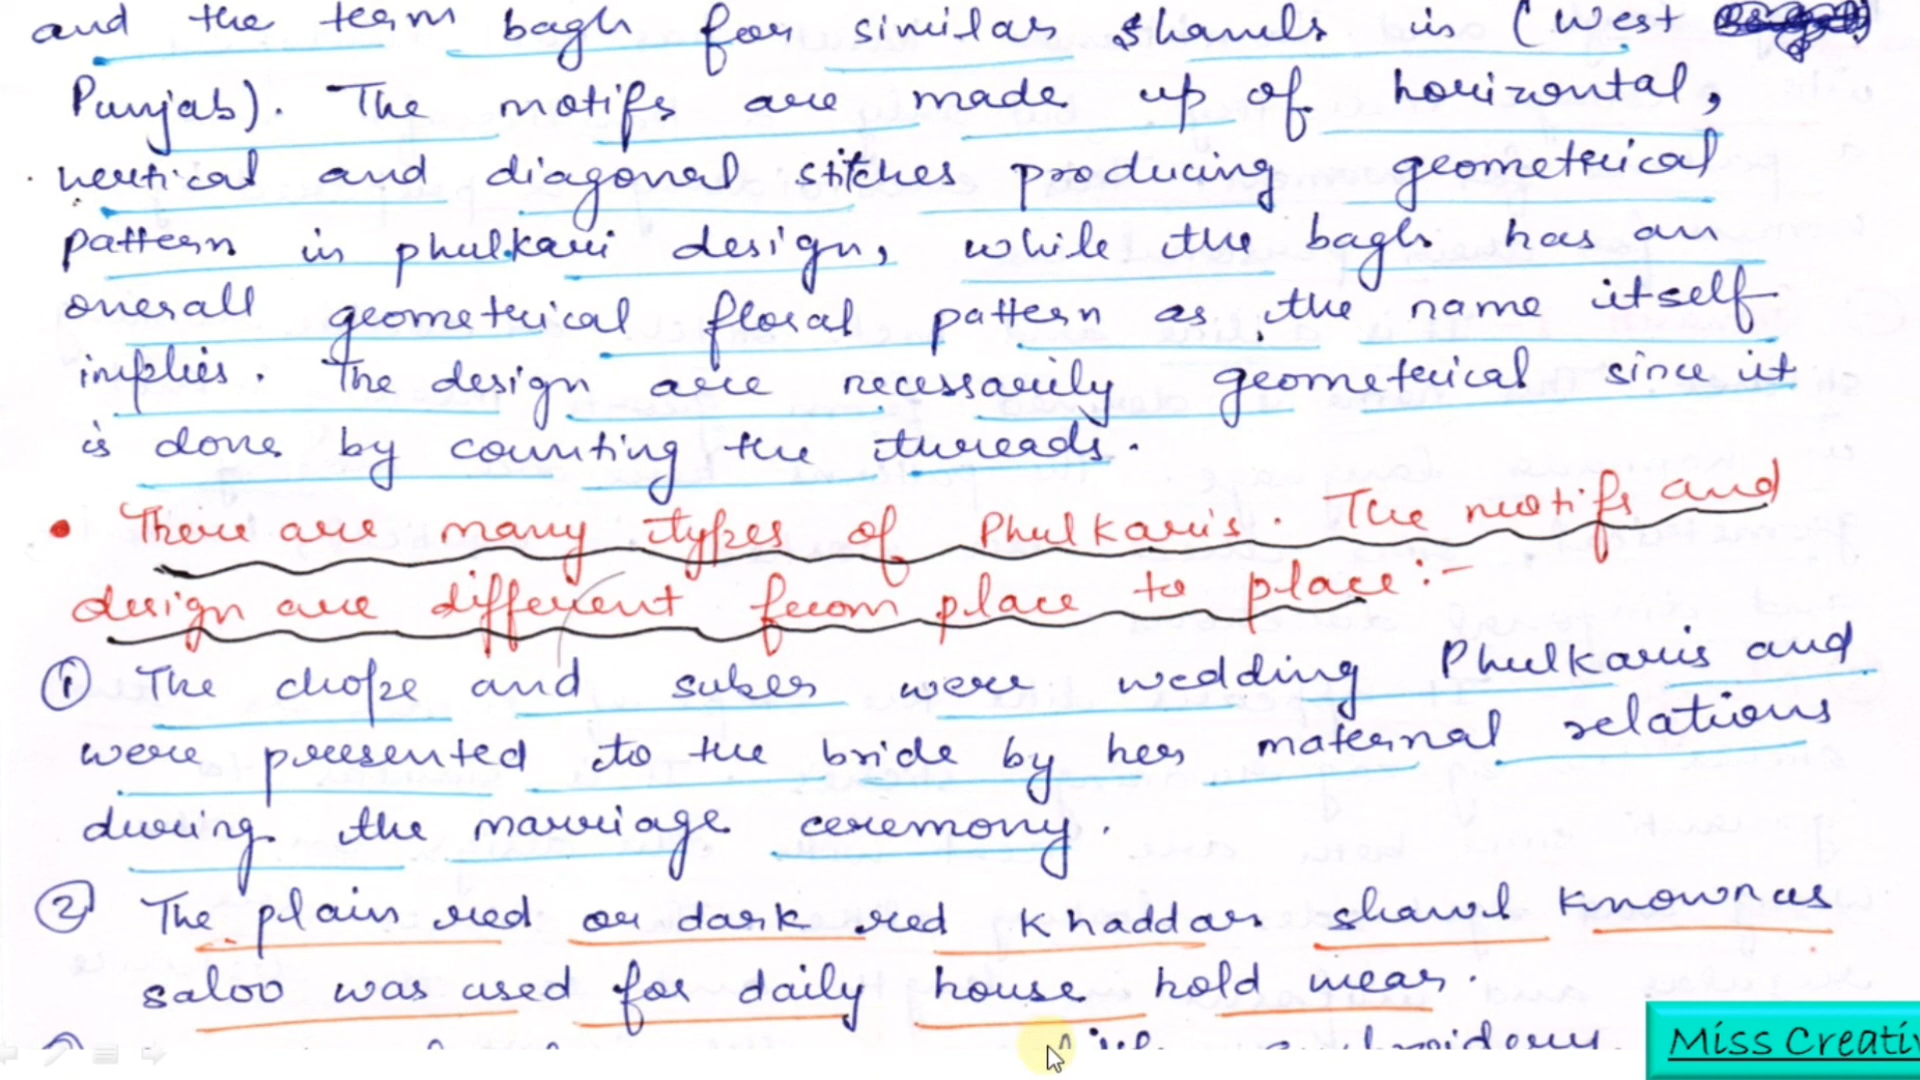 and the term bagh for similar shawls in (West
Punjab). The motifs are made up of horizontal,
vertical and diagonal stitches producing geometrical
pattern in phulkari design, while the bagh has an
overall geometrical floral pattern as the name itself
implies. The design are necessarily geometrical since it
is done by counting the threads.
• There are many types of Phulkaris. The motifs and
design are different from place to place:-
① The chope and suber were wedding Phulkaris and
were presented to the bride by her maternal relations
during the marriage ceremony.
② The plain red or dark red Khaddar shawl known as
saloo was used for daily house hold wear.
Miss Creativ